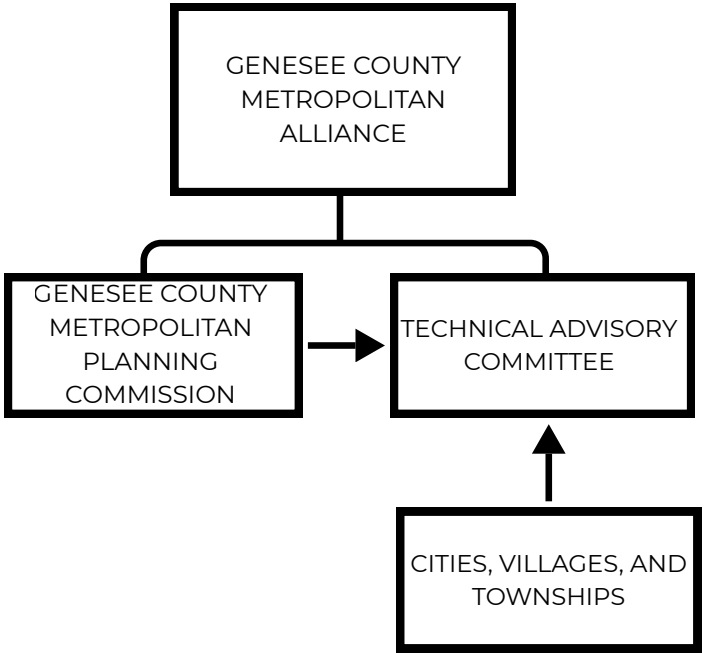 GENESEE COUNTY
METROPOLITAN
ALLIANCE
GENESEE COUNTY
METROPOLITAN
PLANNING
COMMISSION
TECHNICAL ADVISORY
COMMITTEE
CITIES, VILLAGES, AND
TOWNSHIPS